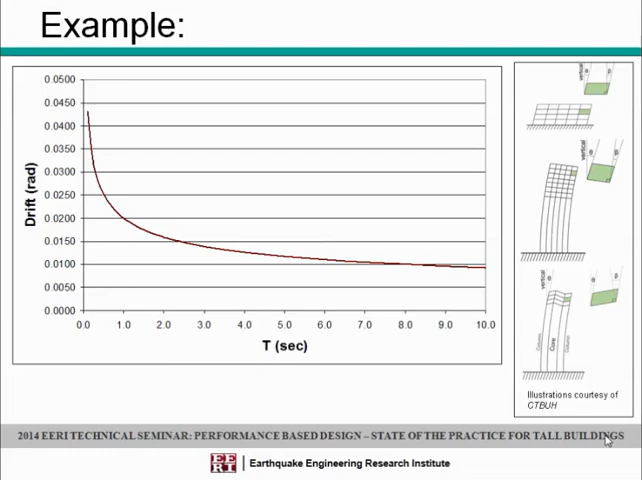 Example:
0.0500
0.0450
0.0400
0.0350
0.0300
0.0250
0.0200
0.0150
0.0100
0.0050
0.0000
Drift (rad)
0.0 1.0 2.0 3.0 4.0 5.0 6.0 7.0 8.0 9.0 10.0
T (sec)
vertical
vertical
vertical
Column
Core
Column
Illustrations courtesy of
CTBUH
2014 EERI TECHNICAL SEMINAR: PERFORMANCE BASED DESIGN – STATE OF THE PRACTICE FOR TALL BUILDINGS
EERI
Earthquake Engineering Research Institute